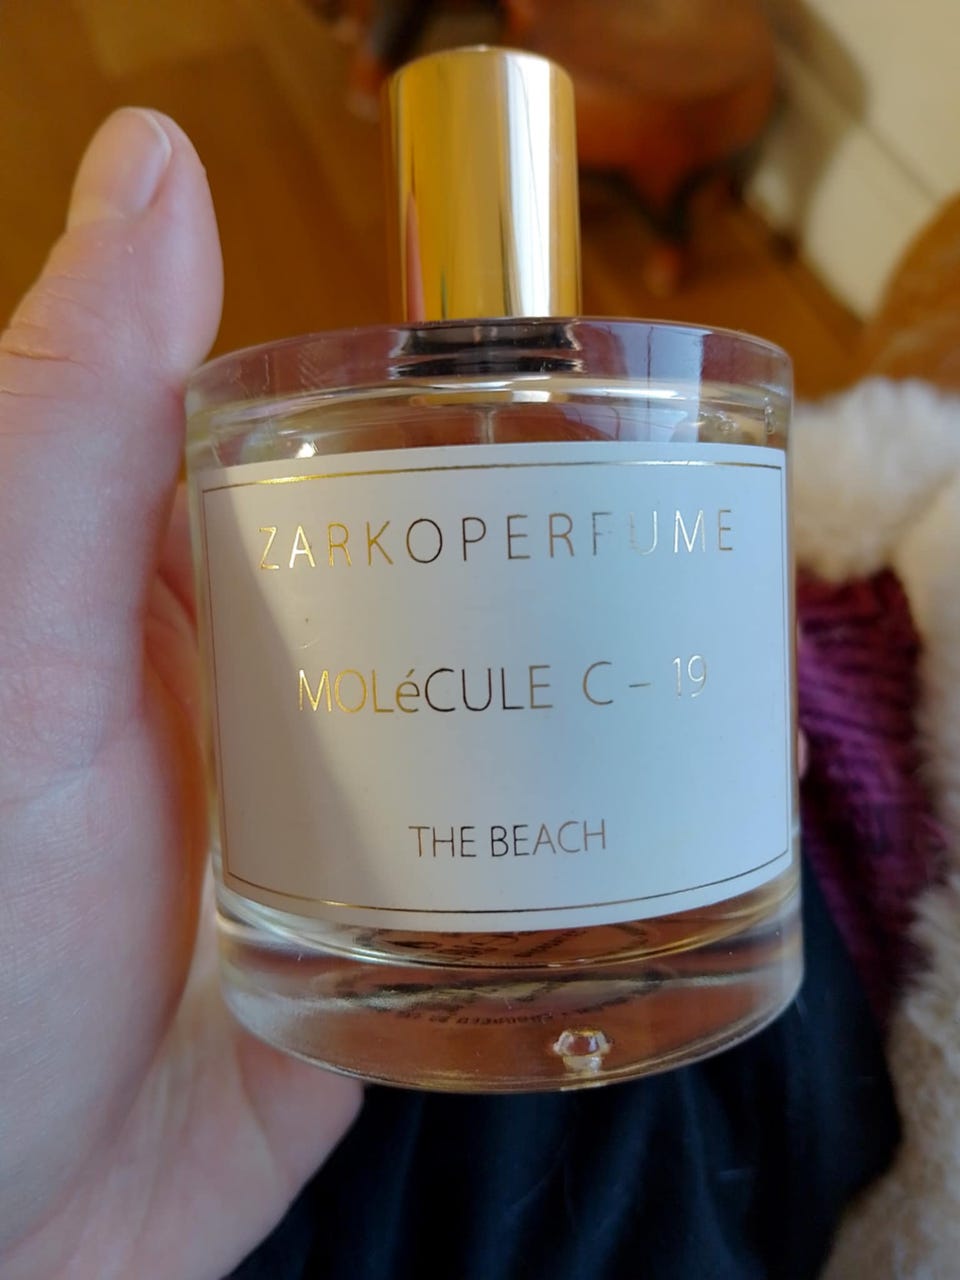 ZARKOPERFUME
MOLéCULE C – 19
THE BEACH